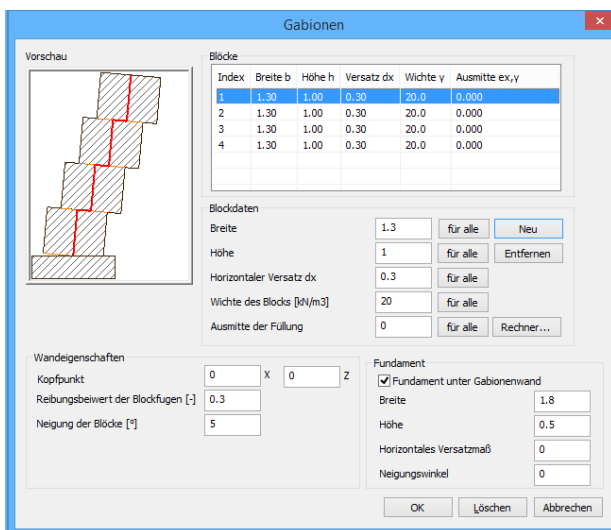 Gabionen
Vorschau
Blöcke
Index Breite b Höhe h Versatz dx Wichte γ Ausmitte ex,γ
1 1.30 1.00 0.30 20.0 0.000
2 1.30 1.00 0.30 20.0 0.000
3 1.30 1.00 0.30 20.0 0.000
4 1.30 1.00 0.30 20.0 0.000
Blockdaten
Breite 1.3 für alle Neu
Höhe 1 für alle Entfernen
Horizontaler Versatz dx 0.3 für alle
Wichte des Blocks [kN/m3] 20 für alle
Ausmitte der Füllung 0 für alle Rechner...
Wandeigenschaften
Kopfpunkt 0 X 0 Z
Reibungsbeiwert der Blockfugen [-] 0.3
Neigung der Blöcke [°] 5
Fundament
Fundament unter Gabionenwand
Breite 1.8
Höhe 0.5
Horizontales Versatzmaß 0
Neigungswinkel 0
OK Löschen Abbrechen